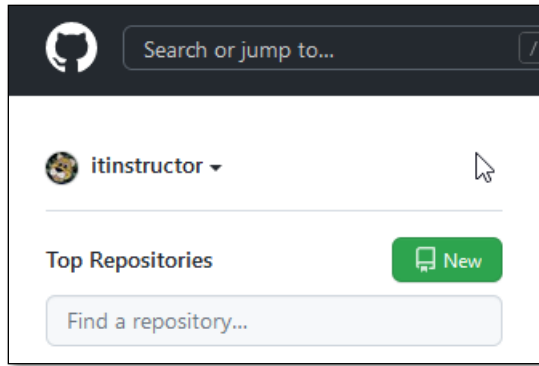 Search or jump to...
/
itinstructor
Top Repositories
New
Find a repository...